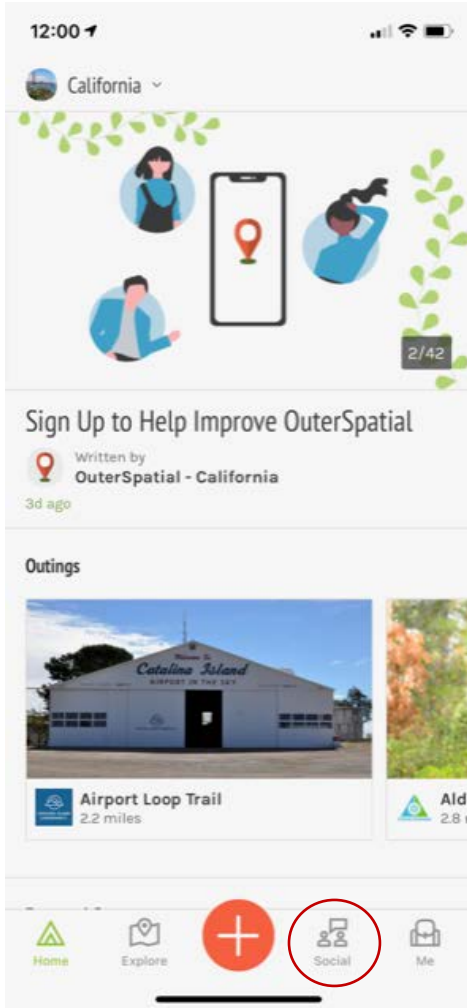 12:00
California
2/42
Sign Up to Help Improve OuterSpatial
Written by
OuterSpatial - California
3d ago
Outings
Welcome To
Catalina Island
AIRPORT IN THE SKY
Airport Loop Trail
2.2 miles
Ald
2.8
Home
Explore
Social
Me